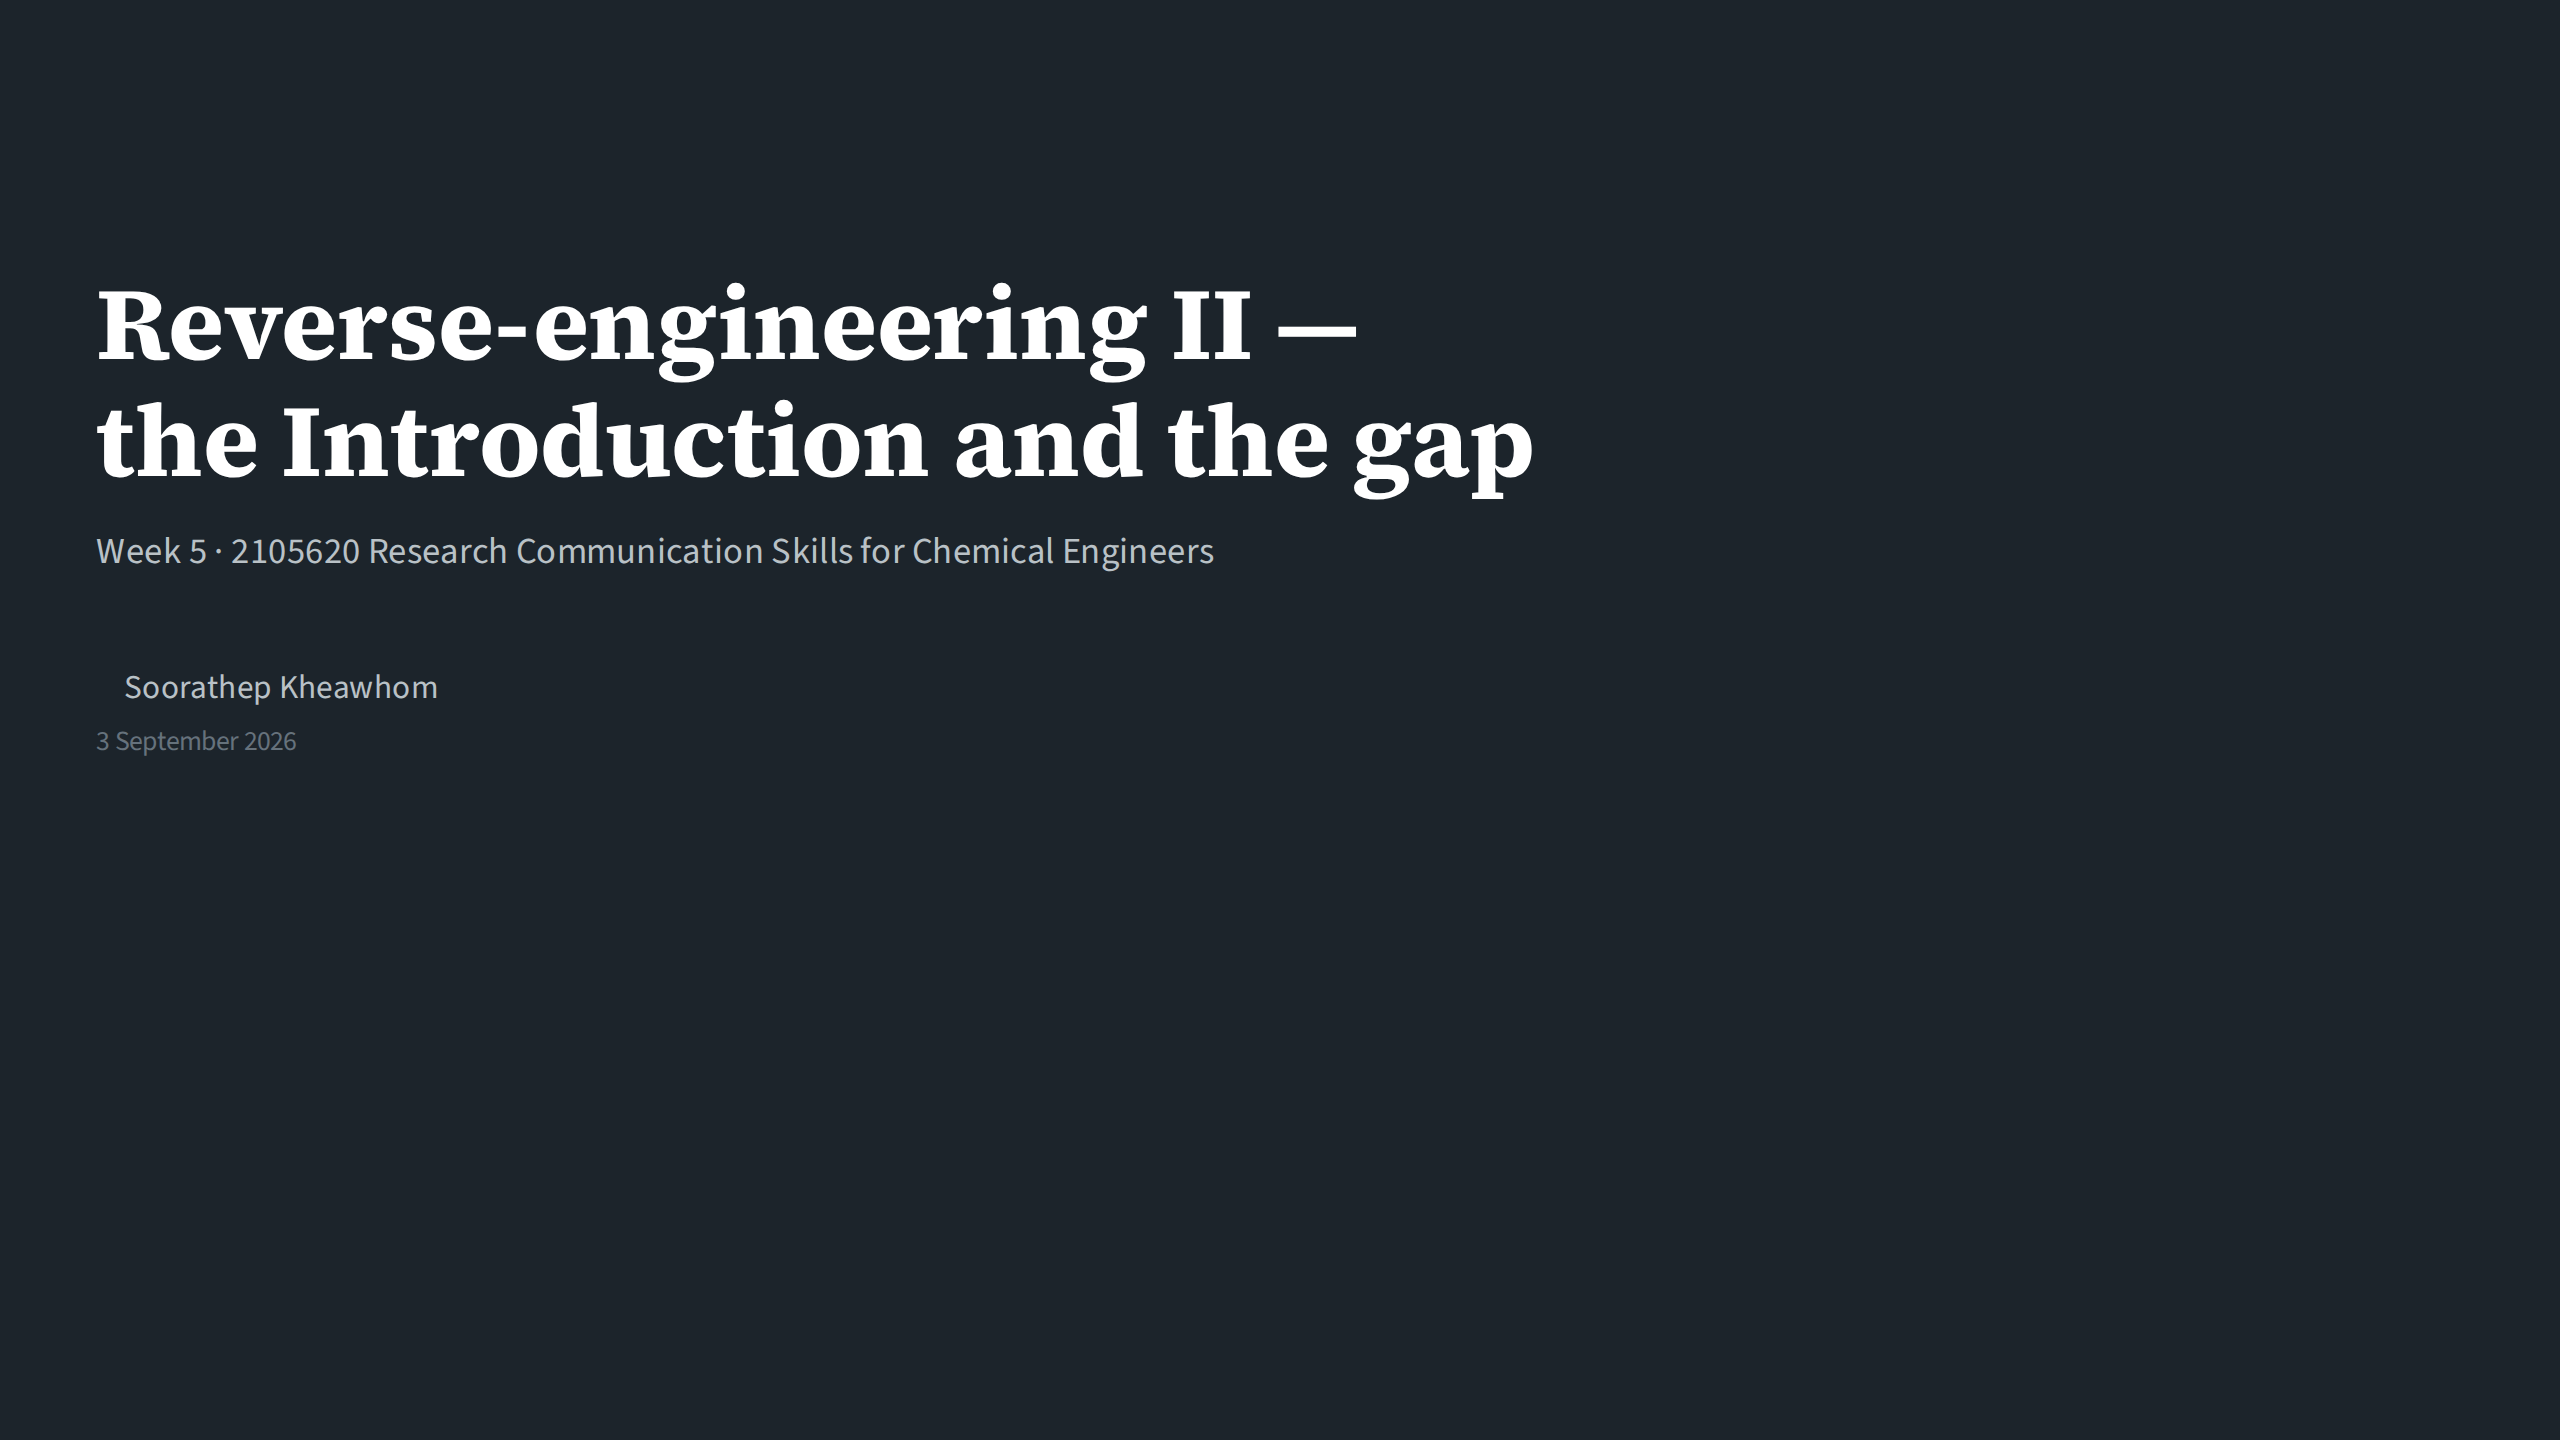 Reverse-engineering II —
the Introduction and the gap
Week 5 · 2105620 Research Communication Skills for Chemical Engineers
Soorathep Kheawhom
3 September 2026